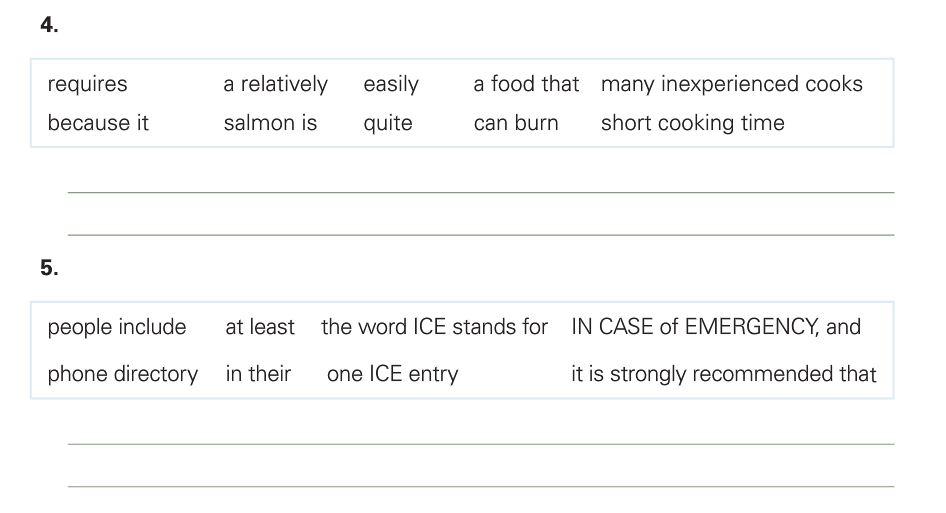 4.
requires a relatively easily a food that many inexperienced cooks
because it salmon is quite can burn short cooking time
5.
people include at least the word ICE stands for IN CASE of EMERGENCY, and
phone directory in their one ICE entry it is strongly recommended that